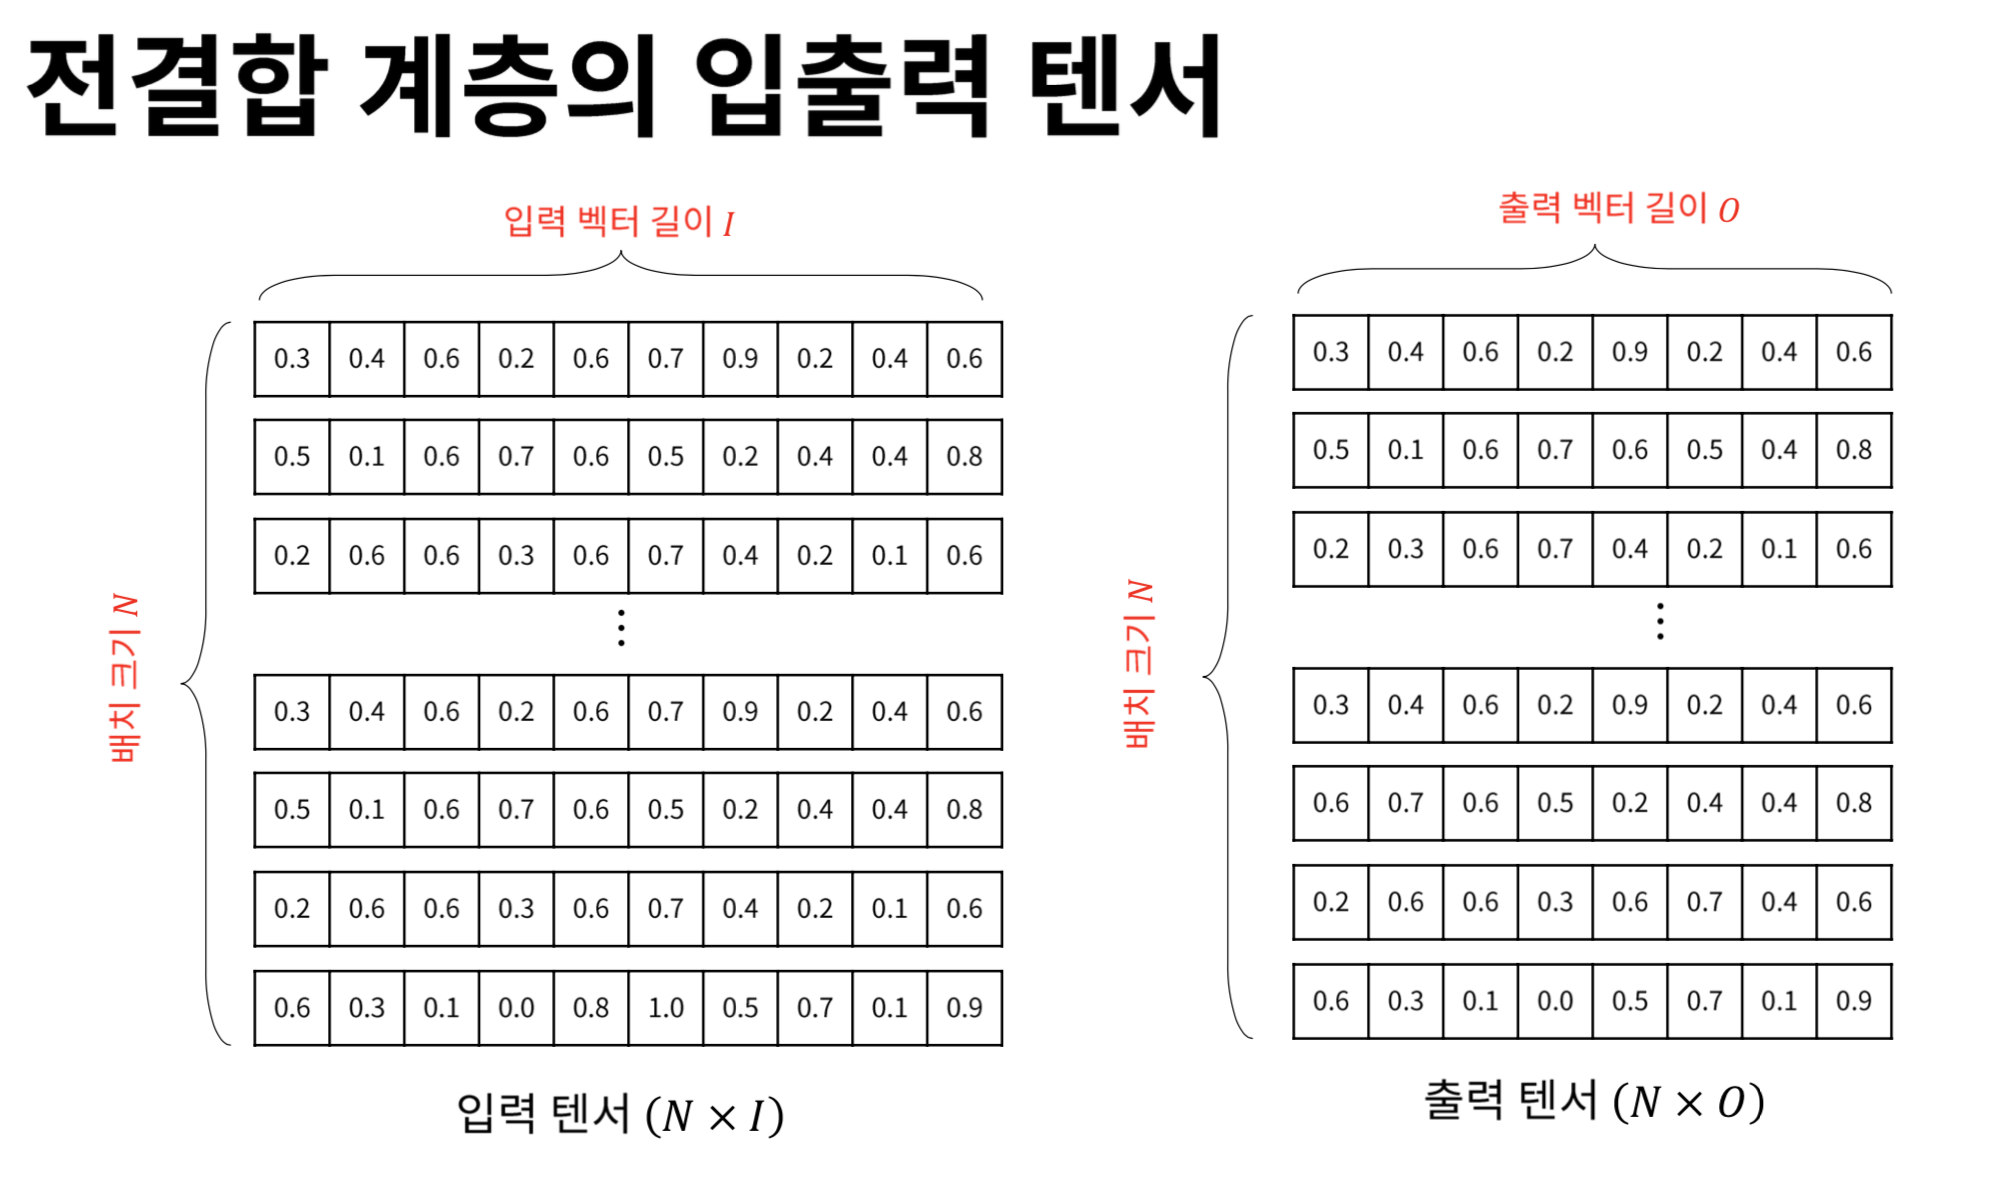 전결합 계층의 입출력 텐서
입력 벡터 길이 I
배치 크기 N
0.3 0.4 0.6 0.2 0.6 0.7 0.9 0.2 0.4 0.6
0.5 0.1 0.6 0.7 0.6 0.5 0.2 0.4 0.4 0.8
0.2 0.6 0.6 0.3 0.6 0.7 0.4 0.2 0.1 0.6
⋮
0.3 0.4 0.6 0.2 0.6 0.7 0.9 0.2 0.4 0.6
0.5 0.1 0.6 0.7 0.6 0.5 0.2 0.4 0.4 0.8
0.2 0.6 0.6 0.3 0.6 0.7 0.4 0.2 0.1 0.6
0.6 0.3 0.1 0.0 0.8 1.0 0.5 0.7 0.1 0.9
입력 텐서 (N × I)
출력 벡터 길이 O
배치 크기 N
0.3 0.4 0.6 0.2 0.9 0.2 0.4 0.6
0.5 0.1 0.6 0.7 0.6 0.5 0.4 0.8
0.2 0.3 0.6 0.7 0.4 0.2 0.1 0.6
⋮
0.3 0.4 0.6 0.2 0.9 0.2 0.4 0.6
0.6 0.7 0.6 0.5 0.2 0.4 0.4 0.8
0.2 0.6 0.6 0.3 0.6 0.7 0.4 0.6
0.6 0.3 0.1 0.0 0.5 0.7 0.1 0.9
출력 텐서 (N × O)